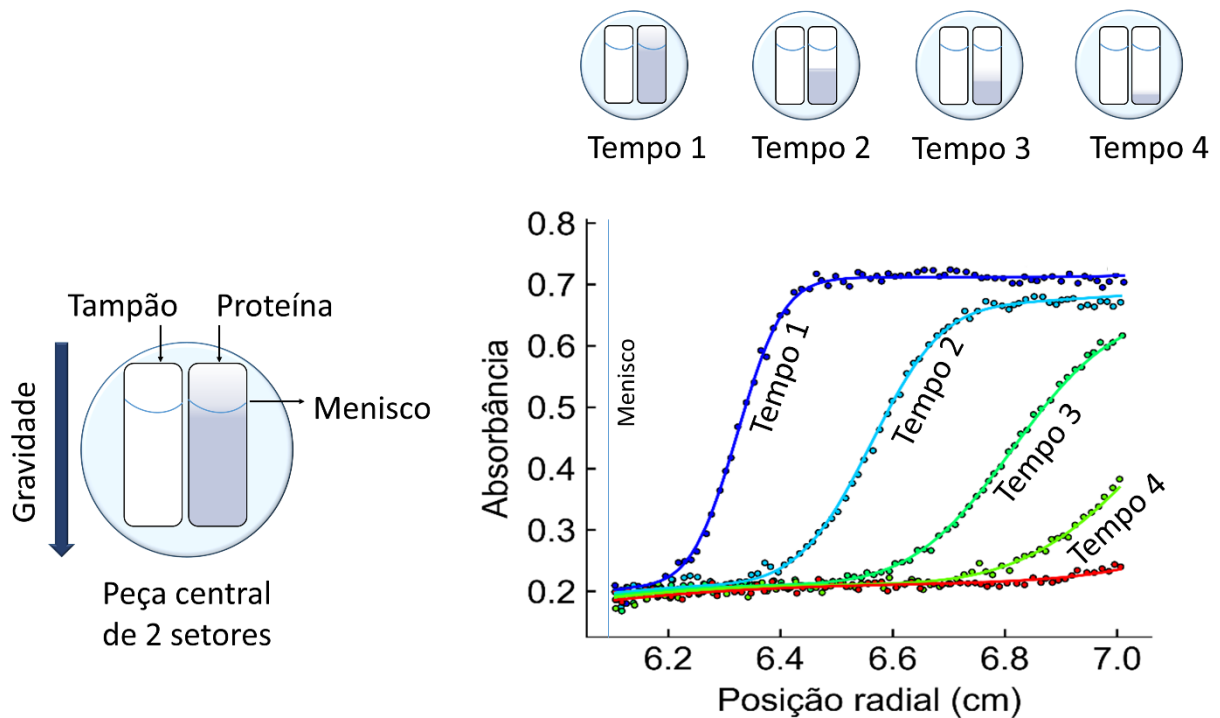 Tempo 1
Tempo 2
Tempo 3
Tempo 4
Tampão
Proteína
Menisco
Gravidade
Peça central
de 2 setores
Absorbância
0.8
0.7
0.6
0.5
0.4
0.3
0.2
Menisco
Tempo 1
Tempo 2
Tempo 3
Tempo 4
6.2
6.4
6.6
6.8
7.0
Posição radial (cm)